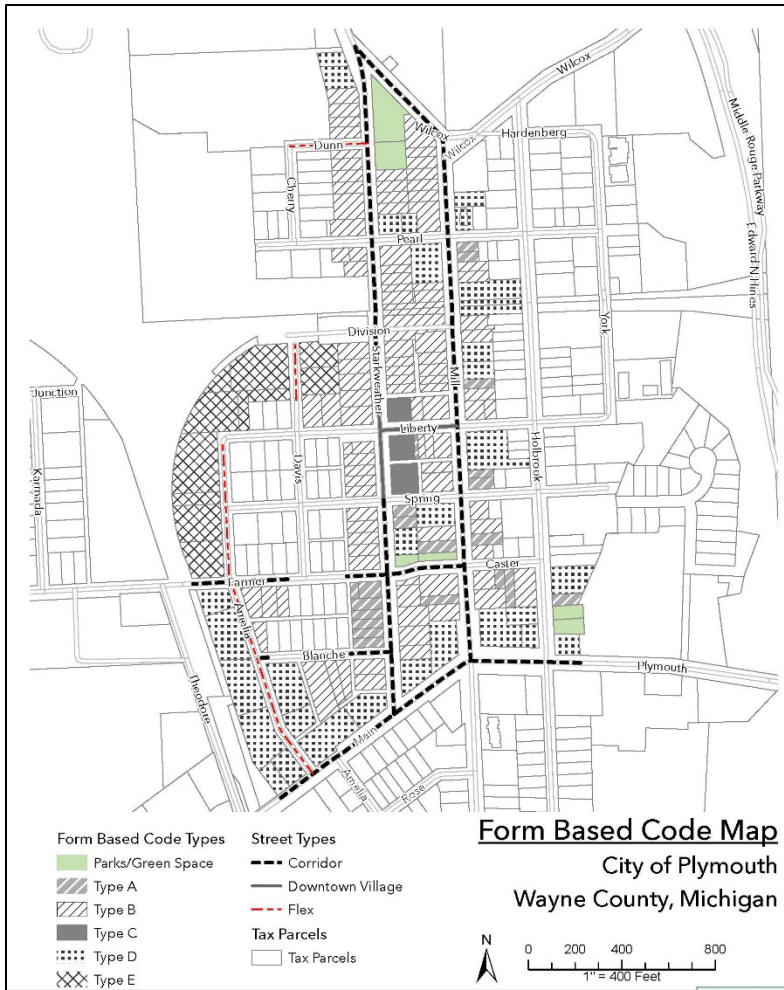 Wilcox
Wilcox
Wilcox
Hardenberg
Dunn
Cherry
Middle Rouge Parkway
Edward N Hines
Pearl
York
Division
Starkweather
Mill
Junction
Liberty
Karmada
Davis
Holbrook
Spring
Farmer
Caster
Amelia
Blanche
Plymouth
Theodore
Main
Amelia
Rose
Form Based Code Map
City of Plymouth
Wayne County, Michigan
Form Based Code Types
Parks/Green Space
Type A
Type B
Type C
Type D
Type E
Street Types
Corridor
Downtown Village
Flex
Tax Parcels
Tax Parcels
N
0 200 400 800
1" = 400 Feet